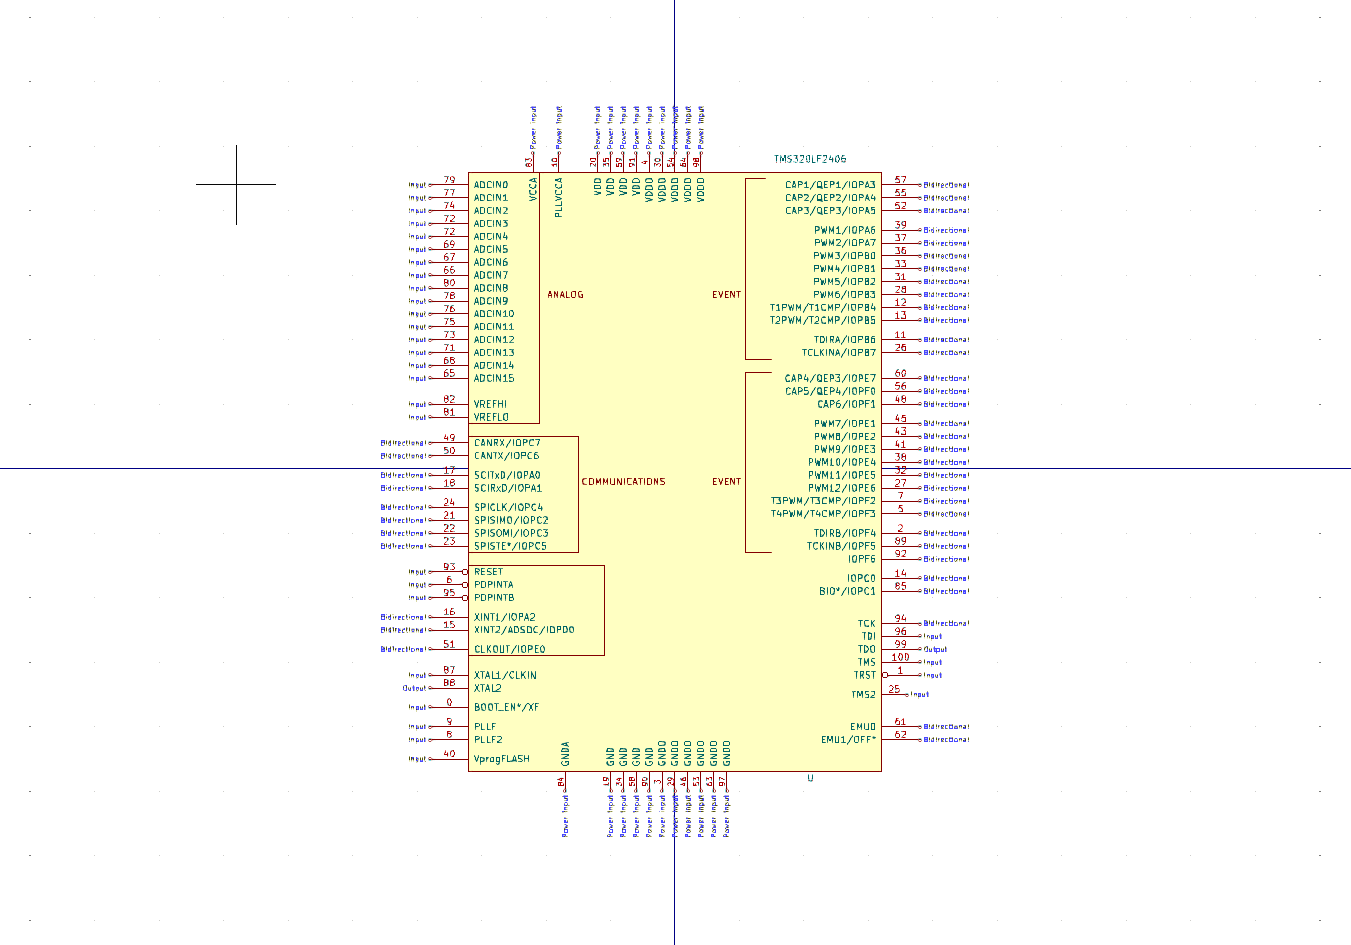 Power Input Power Input Power Input Power Input Power Input Power Input Power Input Power Input Power Input Power Input Power Input
83 10 20 35 59 91 4 30 54 64 98
VCCA PLLVCCA VDD VDD VDD VDD VDDO VDDO VDDO VDDO VDDO
TMS320LF2406
Input 79 ADCIN0
Input 77 ADCIN1
Input 74 ADCIN2
Input 72 ADCIN3
Input 72 ADCIN4
Input 69 ADCIN5
Input 67 ADCIN6
Input 66 ADCIN7
Input 80 ADCIN8
Input 78 ADCIN9
Input 76 ADCIN10
Input 75 ADCIN11
Input 73 ADCIN12
Input 71 ADCIN13
Input 68 ADCIN14
Input 65 ADCIN15
Input 82 VREFHI
Input 81 VREFLO
ANALOG
Bidirectional 49 CANRX/IOPC7
Bidirectional 50 CANTX/IOPC6
Bidirectional 17 SCITxD/IOPA0
Bidirectional 18 SCIRxD/IOPA1
Bidirectional 24 SPICLK/IOPC4
Bidirectional 21 SPISIMO/IOPC2
Bidirectional 22 SPISOMI/IOPC3
Bidirectional 23 SPISTE*/IOPC5
COMMUNICATIONS
Input 93 RESET
Input 6 PDPINTA
Input 95 PDPINTB
Bidirectional 16 XINT1/IOPA2
Bidirectional 15 XINT2/ADSOC/IOPD0
Bidirectional 51 CLKOUT/IOPE0
Input 87 XTAL1/CLKIN
Output 88 XTAL2
Input 0 BOOT_EN*/XF
Input 9 PLLF
Input 8 PLLF2
Input 40 VprogFLASH
EVENT
CAP1/QEP1/IOPA3 57 Bidirectional
CAP2/QEP2/IOPA4 55 Bidirectional
CAP3/QEP3/IOPA5 52 Bidirectional
PWM1/IOPA6 39 Bidirectional
PWM2/IOPA7 37 Bidirectional
PWM3/IOPB0 36 Bidirectional
PWM4/IOPB1 33 Bidirectional
PWM5/IOPB2 31 Bidirectional
PWM6/IOPB3 28 Bidirectional
T1PWM/T1CMP/IOPB4 12 Bidirectional
T2PWM/T2CMP/IOPB5 13 Bidirectional
TDIRA/IOPB6 11 Bidirectional
TCLKINA/IOPB7 26 Bidirectional
EVENT
CAP4/QEP3/IOPE7 60 Bidirectional
CAP5/QEP4/IOPF0 56 Bidirectional
CAP6/IOPF1 48 Bidirectional
PWM7/IOPE1 45 Bidirectional
PWM8/IOPE2 43 Bidirectional
PWM9/IOPE3 41 Bidirectional
PWM10/IOPE4 38 Bidirectional
PWM11/IOPE5 32 Bidirectional
PWM12/IOPE6 27 Bidirectional
T3PWM/T3CMP/IOPF2 7 Bidirectional
T4PWM/T4CMP/IOPF3 5 Bidirectional
TDIRB/IOPF4 2 Bidirectional
TCKINB/IOPF5 89 Bidirectional
IOPF6 92 Bidirectional
IOPC0 14 Bidirectional
BIO*/IOPC1 85 Bidirectional
TCK 94 Bidirectional
TDI 96 Input
TDO 99 Output
TMS 100 Input
TRST 1 Input
TMS2 25 Input
EMU0 61 Bidirectional
EMU1/OFF* 62 Bidirectional
GNDA GND GND GND GND GNDO GNDO GNDO GNDO GNDO GNDO
84 19 34 58 90 3 29 46 53 63 97
Power Input Power Input Power Input Power Input Power Input Power Input Power Input Power Input Power Input Power Input Power Input
U